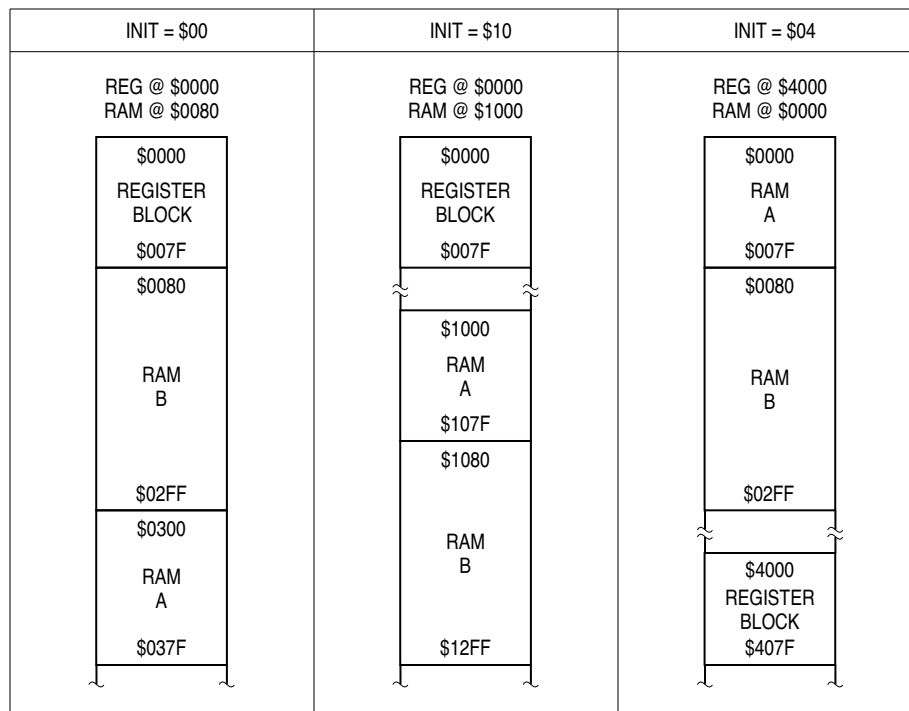 INIT = $00
REG @ $0000
RAM @ $0080
$0000
REGISTER
BLOCK
$007F
$0080
RAM
B
$02FF
$0300
RAM
A
$037F
INIT = $10
REG @ $0000
RAM @ $1000
$0000
REGISTER
BLOCK
$007F
$1000
RAM
A
$107F
$1080
RAM
B
$12FF
INIT = $04
REG @ $4000
RAM @ $0000
$0000
RAM
A
$007F
$0080
RAM
B
$02FF
$4000
REGISTER
BLOCK
$407F